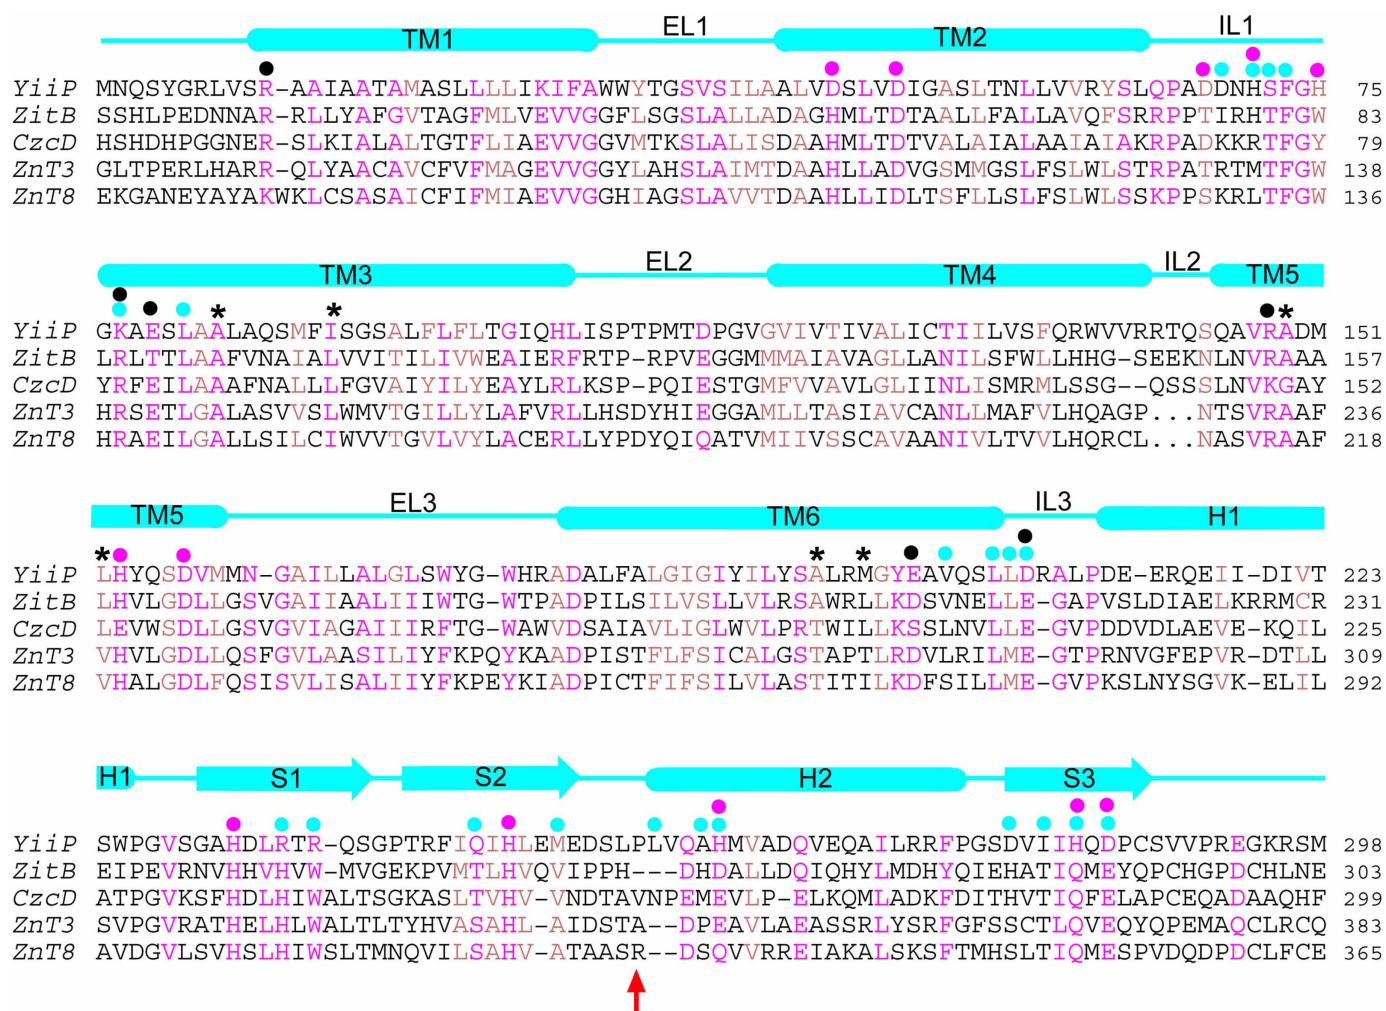 TM1 EL1 TM2 IL1
YiiP MNQSYGRLVSR-AAIAATAMASLLLLIKIFAWWYTGSVSILAALVDSLVDIGASLTNLLVVRYSLQPADDNHSFGH 75
ZitB SSHLPEDNNARR-RLLYAFGVTAGFMLVEVVGGFLSGSLALLADAGHMLTDTAALLFALLAVQFSRRPPTIRHTFGW 83
CzcD HSHDHPGGNER-SLKIALALTGTFLIAEVVGGVMTKSLALISDAAHMLTDTVALAIALAAIAIAKRPADKKRTFGY 79
ZnT3 GLTPERLHARR-QLYAACAVCFVFMAGEVVGGYLAHSLAIMTDAAHLLADVGSMMGSLFSLWLSTRPATRTMTFGW 138
ZnT8 EKGANEYAYAKWKLCSASAICFIFMIAEVVGGHIAGSLAVVTDAAHLLIDLTSFLLSLFSLWLSSKPPSKRLTFGW 136
TM3 EL2 TM4 IL2 TM5
* * *
YiiP GKAESLAALAQSMFISGSALFLFLTGIQHLISPTPMTDPGVGVIVTIVALICTIILVSFQRWVVRRTQSQAVRADM 151
ZitB LRLTTLAAFVNAIALVVITILIVWEAIERFRTP-RPVEGGMMMAIAVAGLLANILSFWLLHHG-SEEKNLNVRAAA 157
CzcD YRFEILAAAFNALLLFGVAIYILYEAYLRLKSP-PQIESTGMFVVAVLGLIINLISMRMLSSG--QSSSLNVKGAY 152
ZnT3 HRSETLGALASVVSLWMVTGILLYLAFVRLLHSDYHIEGGAMLLTASIAVCANLLMAFVLHQAGP...NTSVRAAF 236
ZnT8 HRAEILGALLSILCIWVVTGVLVYLACERLLYPDYQIQATVMIIVSSCAVAANIVLTVVLHQRCL...NASVRAAF 218
TM5 EL3 TM6 IL3 H1
* * *
YiiP LHYQSDVMMN-GAILLALGLSWYG-WHRADALFALGIGIYILYSALRMGYEAVQSLLDRALPDE-ERQEII-DIVT 223
ZitB LHVLGDLLGSVGAIIAALIIIWTG-WTPADPILSILVSLLVLRSAWRLLKDSVNELLE-GAPVSLDIAELKRRMCR 231
CzcD LEVWSDLLGSVGVIAGAIIIRFTG-WAWVDSAIAVLIGLWVLPRTWILLKSSLNVLLE-GVPDDVDLAEVE-KQIL 225
ZnT3 VHVLGDLLQSFGVLAASILIYFKPQYKAADPISTFLFSICALGSTAPTLRDVLRILME-GTPRNVGFEPVR-DTLL 309
ZnT8 VHALGDLFQSISVLISALIIYFKPEYKIADPICTFIFSILVLASTITILKDFSILLME-GVPKSLNYSGVK-ELIL 292
H1 S1 S2 H2 S3
YiiP SWPGVSGAHDLRTR-QSGPTRFIQIHLEMEDSLPLVQAHMVADQVEQAILRRFPGSDVIIHQDPCSVVPREGKRSM 298
ZitB EIPEVRNVHHVHVW-MVGEKPVMTLHVQVIPPH---DHDALLDQIQHYLMDHYQIEHATIQMEYQPCHGPDCHLNE 303
CzcD ATPGVKSFHDLHIWALTSGKASLTVHV-VNDTAVNPEMEVLP-ELKQMLADKFDITHVTIQFELAPCEQADAAQHF 299
ZnT3 SVPGVRATHELHLWALTLTYHVASAHL-AIDSTA--DPEAVLAEASSRLYSRFGFSSCTLQVEQYQPEMAQCLRCQ 383
ZnT8 AVDGVLSVHSLHIWSLTMNQVILSAHV-ATAASR--DSQVVRREIAKALSKSFTMHSLTIQMESPVDQDPDCLFCE 365